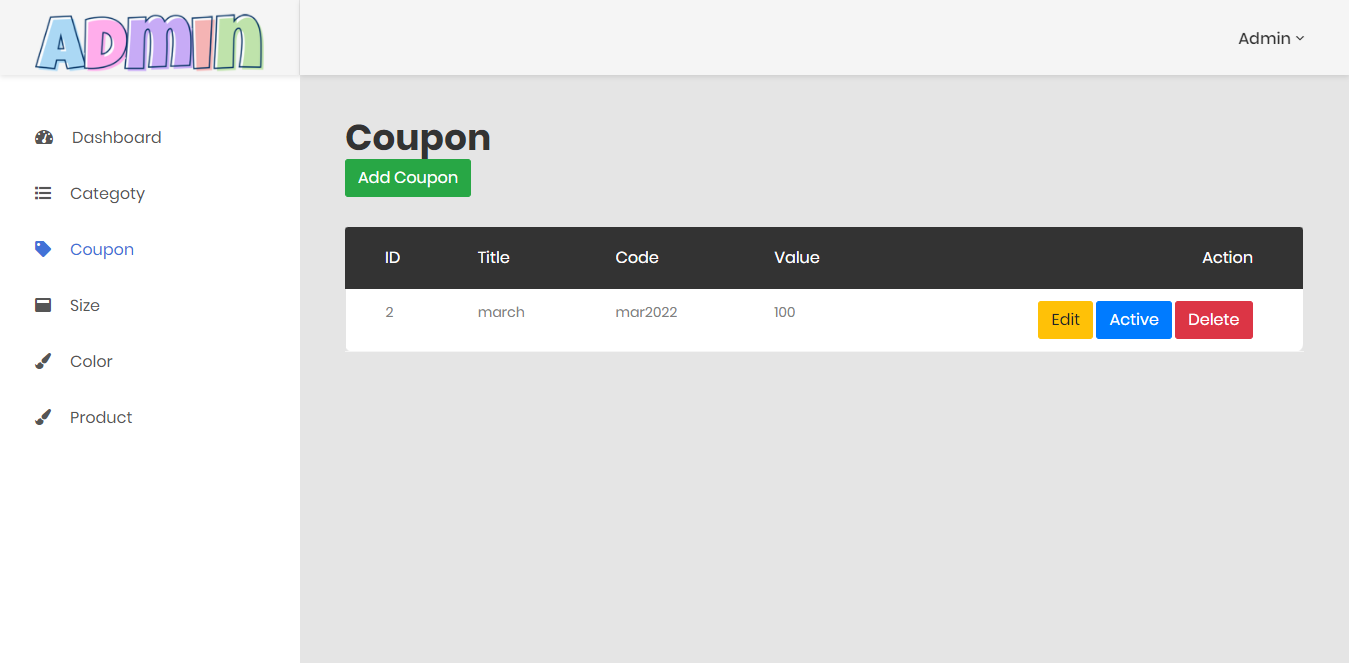 ADMIN
Admin
Dashboard
Categoty
Coupon
Size
Color
Product
Coupon
Add Coupon
ID Title Code Value Action
2 march mar2022 100 Edit Active Delete